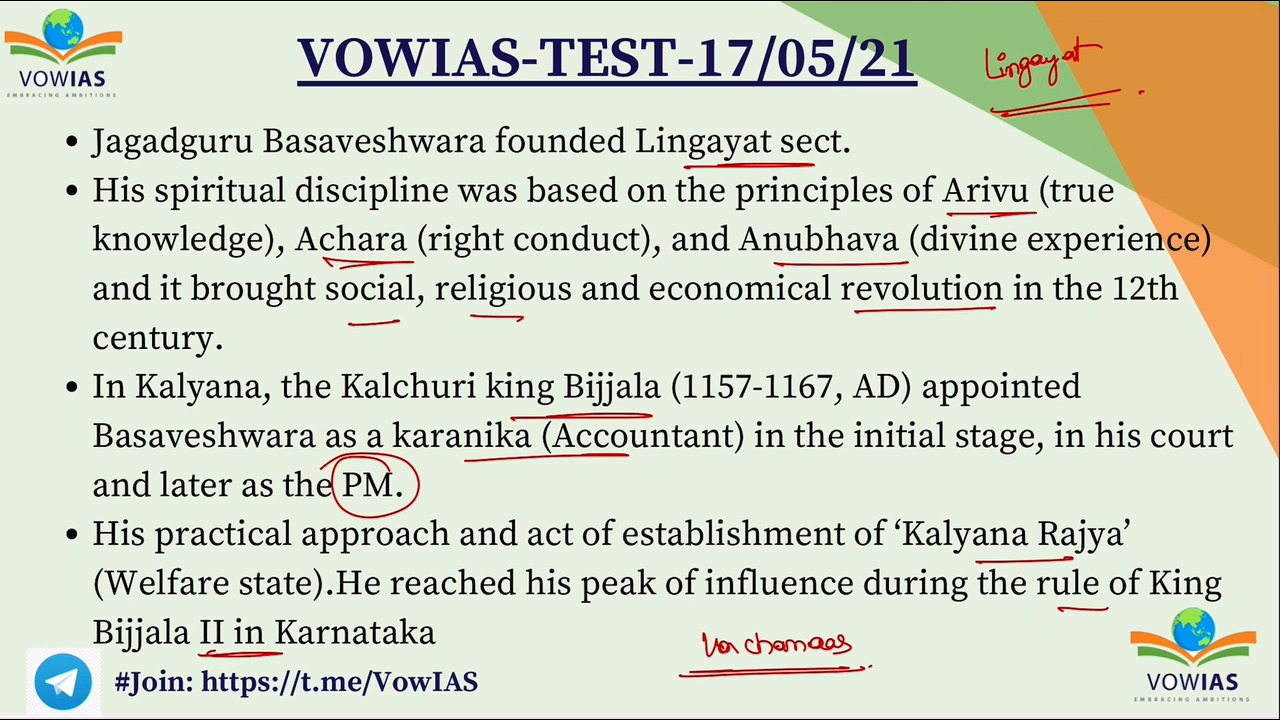 VOWIAS
EMBRACING AMBITIONS
VOWIAS-TEST-17/05/21
Lingayat
• Jagadguru Basaveshwara founded Lingayat sect.
• His spiritual discipline was based on the principles of Arivu (true
knowledge), Achara (right conduct), and Anubhava (divine experience)
and it brought social, religious and economical revolution in the 12th
century.
• In Kalyana, the Kalchuri king Bijjala (1157-1167, AD) appointed
Basaveshwara as a karanika (Accountant) in the initial stage, in his court
and later as the PM.
• His practical approach and act of establishment of ‘Kalyana Rajya’
(Welfare state).He reached his peak of influence during the rule of King
Bijjala II in Karnataka
Vachanaas
#Join: https://t.me/VowIAS
VOWIAS
EMBRACING AMBITIONS